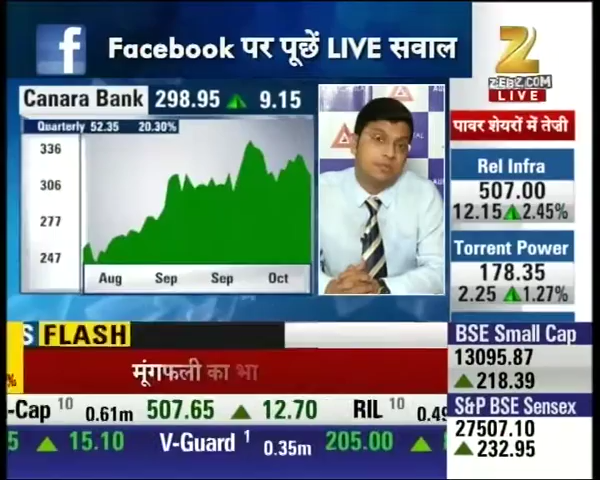 f Facebook पर पूछें LIVE सवाल
Z
ZEEBIZ.COM
LIVE
Canara Bank 298.95 ▲ 9.15
Quarterly 52.35 20.30%
336
306
277
247
Aug Sep Sep Oct
पावर शेयरों में तेजी
Rel Infra
507.00
12.15 ▲ 2.45%
Torrent Power
178.35
2.25 ▲ 1.27%
S FLASH
%
मूंगफली का भा
BSE Small Cap
13095.87
▲ 218.39
S&P BSE Sensex
27507.10
▲ 232.95
-Cap 10 0.61m 507.65 ▲ 12.70 RIL 10 0.49
5 ▲ 15.10 V-Guard 1 0.35m 205.00 ▲